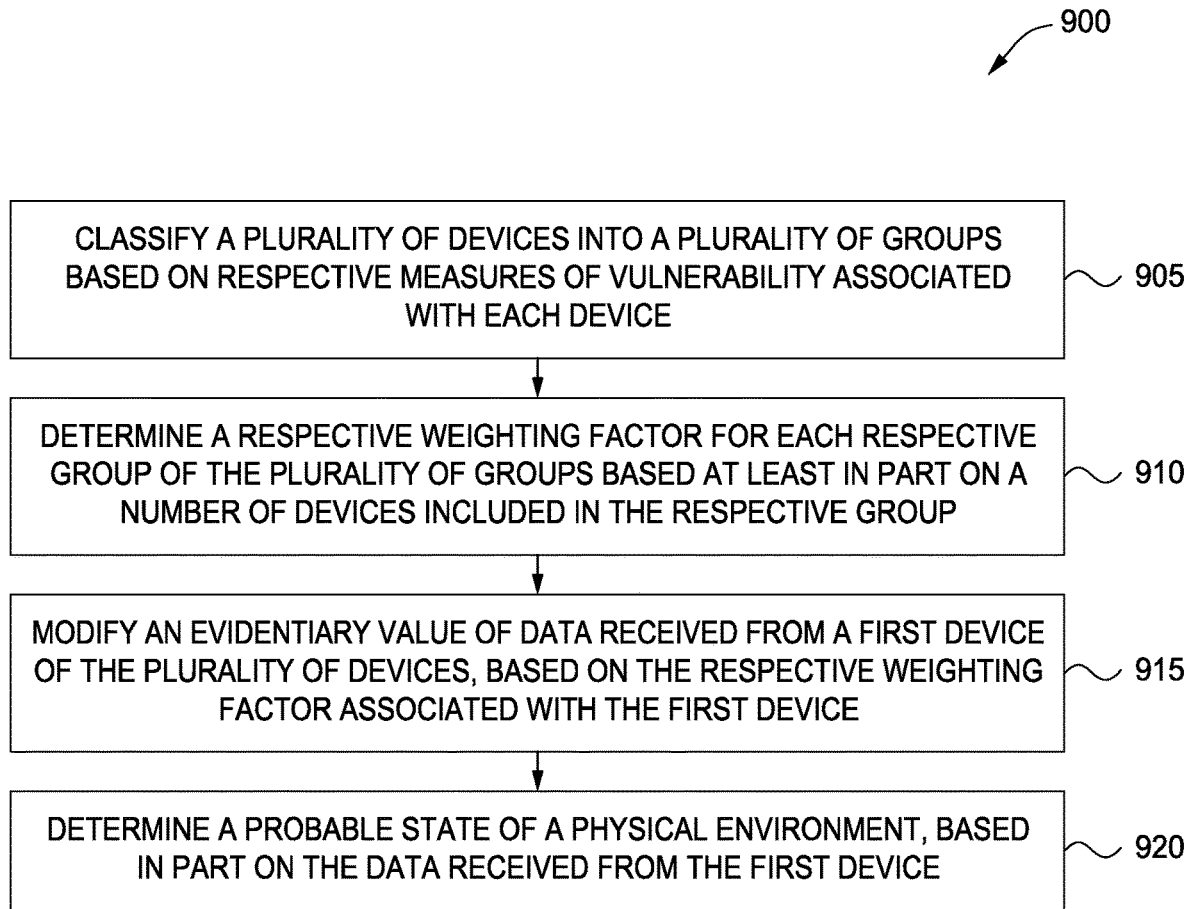 900
CLASSIFY A PLURALITY OF DEVICES INTO A PLURALITY OF GROUPS
BASED ON RESPECTIVE MEASURES OF VULNERABILITY ASSOCIATED
WITH EACH DEVICE
905
DETERMINE A RESPECTIVE WEIGHTING FACTOR FOR EACH RESPECTIVE
GROUP OF THE PLURALITY OF GROUPS BASED AT LEAST IN PART ON A
NUMBER OF DEVICES INCLUDED IN THE RESPECTIVE GROUP
910
MODIFY AN EVIDENTIARY VALUE OF DATA RECEIVED FROM A FIRST DEVICE
OF THE PLURALITY OF DEVICES, BASED ON THE RESPECTIVE WEIGHTING
FACTOR ASSOCIATED WITH THE FIRST DEVICE
915
DETERMINE A PROBABLE STATE OF A PHYSICAL ENVIRONMENT, BASED
IN PART ON THE DATA RECEIVED FROM THE FIRST DEVICE
920